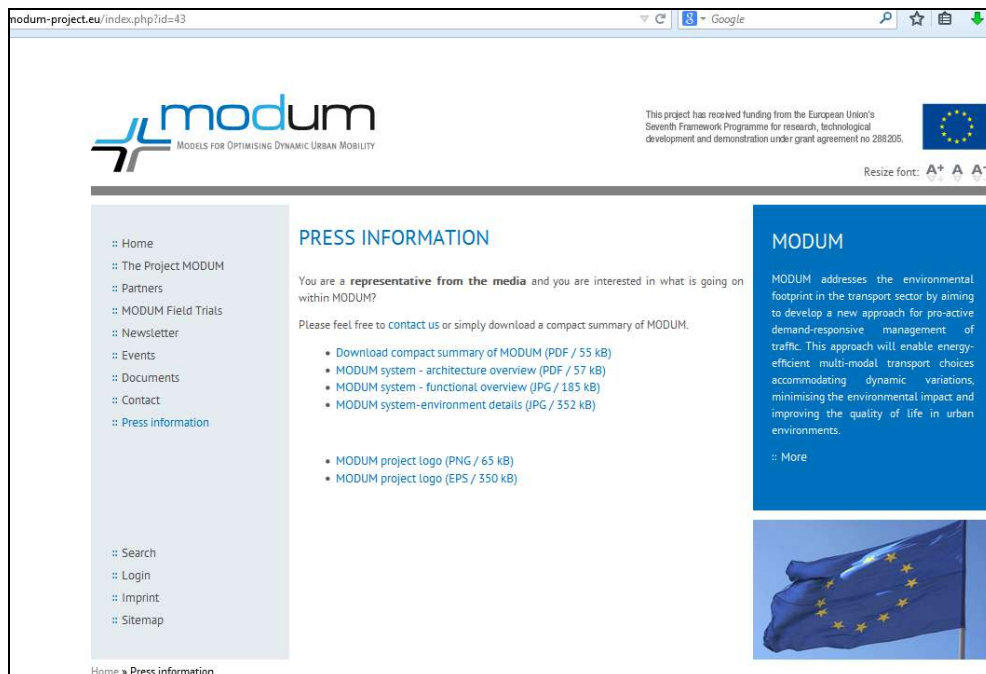 modum-project.eu/index.php?id=43
8 Google
modum
MODELS FOR OPTIMISING DYNAMIC URBAN MOBILITY
This project has received funding from the European Union's
Seventh Framework Programme for research, technological
development and demonstration under grant agreement no 288205.
Resize font: A+ A A-
:: Home
:: The Project MODUM
:: Partners
:: MODUM Field Trials
:: Newsletter
:: Events
:: Documents
:: Contact
:: Press information
:: Search
:: Login
:: Imprint
:: Sitemap
PRESS INFORMATION
You are a representative from the media and you are interested in what is going on
within MODUM?
Please feel free to contact us or simply download a compact summary of MODUM.
• Download compact summary of MODUM (PDF / 55 kB)
• MODUM system - architecture overview (PDF / 57 kB)
• MODUM system - functional overview (JPG / 185 kB)
• MODUM system-environment details (JPG / 352 kB)
• MODUM project logo (PNG / 65 kB)
• MODUM project logo (EPS / 350 kB)
MODUM
MODUM addresses the environmental
footprint in the transport sector by aiming
to develop a new approach for pro-active
demand-responsive management of
traffic. This approach will enable energy-
efficient multi-modal transport choices
accommodating dynamic variations,
minimising the environmental impact and
improving the quality of life in urban
environments.
:: More
Home » Press information